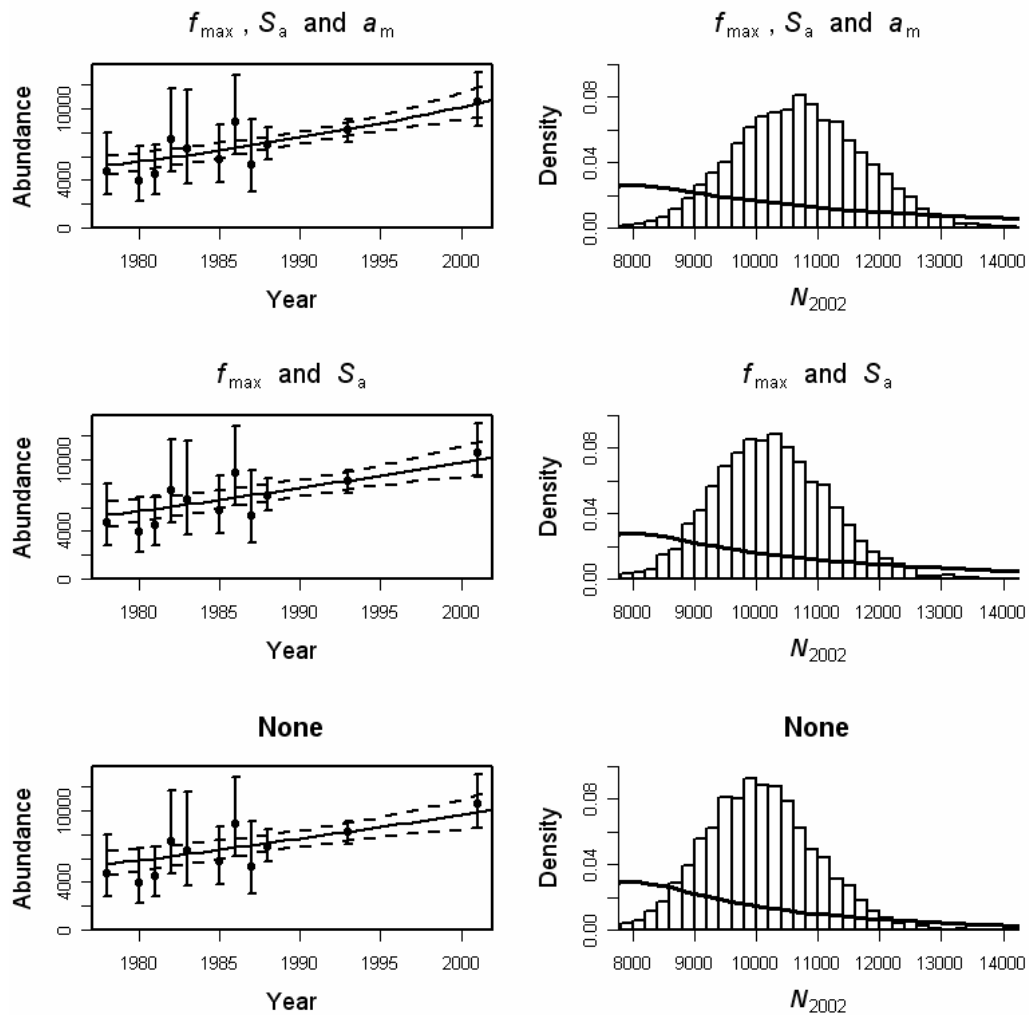 f max , S a and a m
Abundance
0 4000 10000
1980 1985 1990 1995 2000
Year
f max , S a and a m
Density
0.00 0.04 0.08
8000 9000 10000 11000 12000 13000 14000
N 2002
f max and S a
Abundance
0 4000 10000
1980 1985 1990 1995 2000
Year
f max and S a
Density
0.00 0.04 0.08
8000 9000 10000 11000 12000 13000 14000
N 2002
None
Abundance
0 4000 10000
1980 1985 1990 1995 2000
Year
None
Density
0.00 0.04 0.08
8000 9000 10000 11000 12000 13000 14000
N 2002